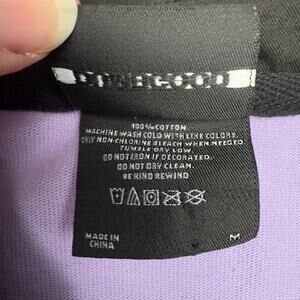 100% COTTON
MACHINE WASH COLD WITH LIKE COLORS.
ONLY NON-CHLORINE BLEACH WHEN NEEDED
TUMBLE DRY LOW.
DO NOT IRON IF DECORATED.
DO NOT DRY CLEAN.
BE KIND REWIND
MADE IN
CHINA
M